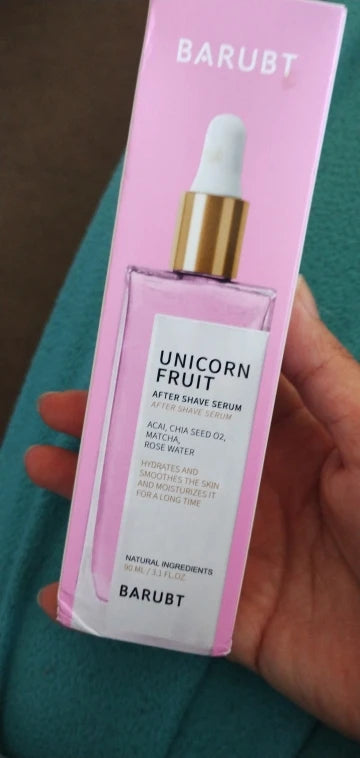 BARUBT
UNICORN
FRUIT
AFTER SHAVE SERUM
AFTER SHAVE SERUM
ACAI, CHIA SEED O2,
MATCHA,
ROSE WATER
HYDRATES AND
SMOOTHES THE SKIN
AND MOISTURIZES IT
FOR A LONG TIME
NATURAL INGREDIENTS
90 ML / 3.1 FL.OZ
BARUBT